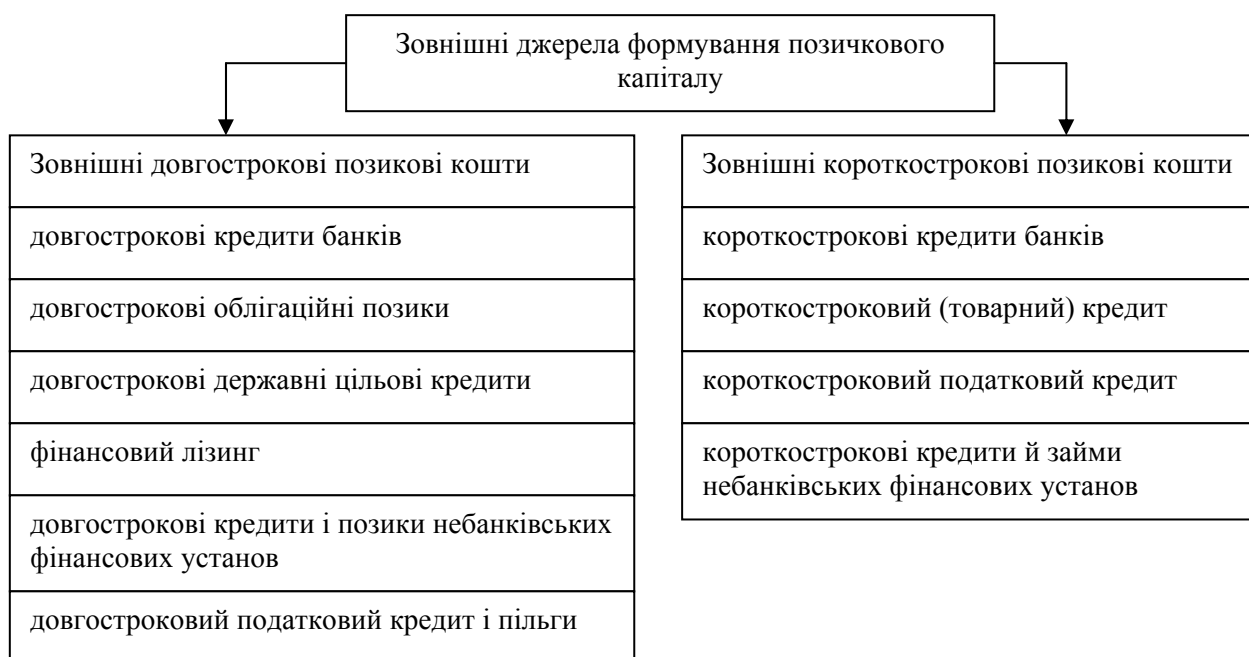 Зовнішні джерела формування позичкового
капіталу
Зовнішні довгострокові позикові кошти
довгострокові кредити банків
довгострокові облігаційні позики
довгострокові державні цільові кредити
фінансовий лізинг
довгострокові кредити і позики небанківських
фінансових установ
довгостроковий податковий кредит і пільги
Зовнішні короткострокові позикові кошти
короткострокові кредити банків
короткостроковий (товарний) кредит
короткостроковий податковий кредит
короткострокові кредити й займи
небанківських фінансових установ